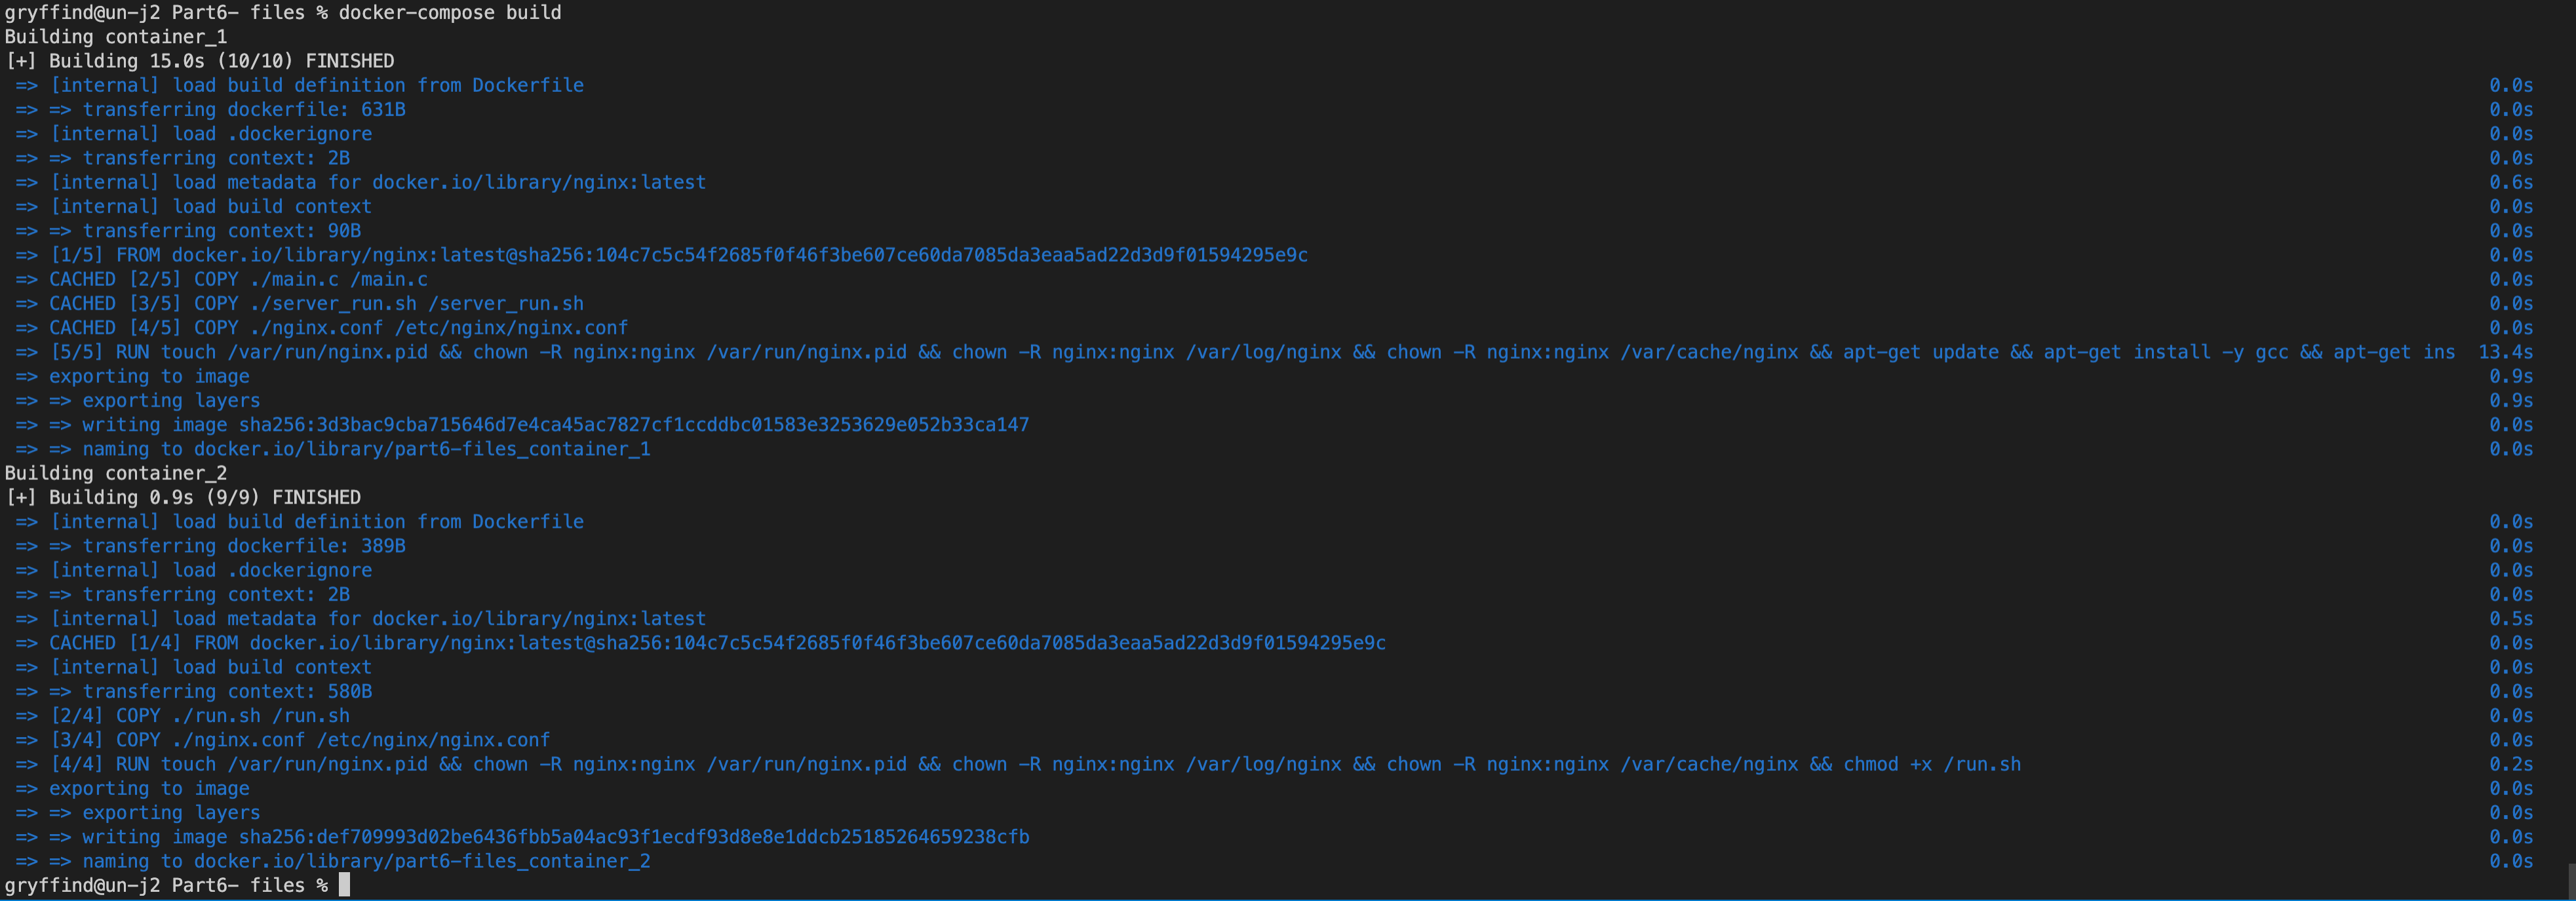 gryffind@un-j2 Part6- files % docker-compose build
Building container_1
[+] Building 15.0s (10/10) FINISHED
=> [internal] load build definition from Dockerfile 0.0s
=> => transferring dockerfile: 631B 0.0s
=> [internal] load .dockerignore 0.0s
=> => transferring context: 2B 0.0s
=> [internal] load metadata for docker.io/library/nginx:latest 0.6s
=> [internal] load build context 0.0s
=> => transferring context: 90B 0.0s
=> [1/5] FROM docker.io/library/nginx:latest@sha256:104c7c5c54f2685f0f46f3be607ce60da7085da3eaa5ad22d3d9f01594295e9c 0.0s
=> CACHED [2/5] COPY ./main.c /main.c 0.0s
=> CACHED [3/5] COPY ./server_run.sh /server_run.sh 0.0s
=> CACHED [4/5] COPY ./nginx.conf /etc/nginx/nginx.conf 0.0s
=> [5/5] RUN touch /var/run/nginx.pid && chown -R nginx:nginx /var/run/nginx.pid && chown -R nginx:nginx /var/log/nginx && chown -R nginx:nginx /var/cache/nginx && apt-get update && apt-get install -y gcc && apt-get ins 13.4s
=> exporting to image 0.9s
=> => exporting layers 0.9s
=> => writing image sha256:3d3bac9cba715646d7e4ca45ac7827cf1ccddbc01583e3253629e052b33ca147 0.0s
=> => naming to docker.io/library/part6-files_container_1 0.0s
Building container_2
[+] Building 0.9s (9/9) FINISHED
=> [internal] load build definition from Dockerfile 0.0s
=> => transferring dockerfile: 389B 0.0s
=> [internal] load .dockerignore 0.0s
=> => transferring context: 2B 0.0s
=> [internal] load metadata for docker.io/library/nginx:latest 0.5s
=> CACHED [1/4] FROM docker.io/library/nginx:latest@sha256:104c7c5c54f2685f0f46f3be607ce60da7085da3eaa5ad22d3d9f01594295e9c 0.0s
=> [internal] load build context 0.0s
=> => transferring context: 580B 0.0s
=> [2/4] COPY ./run.sh /run.sh 0.0s
=> [3/4] COPY ./nginx.conf /etc/nginx/nginx.conf 0.0s
=> [4/4] RUN touch /var/run/nginx.pid && chown -R nginx:nginx /var/run/nginx.pid && chown -R nginx:nginx /var/log/nginx && chown -R nginx:nginx /var/cache/nginx && chmod +x /run.sh 0.2s
=> exporting to image 0.0s
=> => exporting layers 0.0s
=> => writing image sha256:def709993d02be6436fbb5a04ac93f1ecdf93d8e8e1ddcb25185264659238cfb 0.0s
=> => naming to docker.io/library/part6-files_container_2 0.0s
gryffind@un-j2 Part6- files %